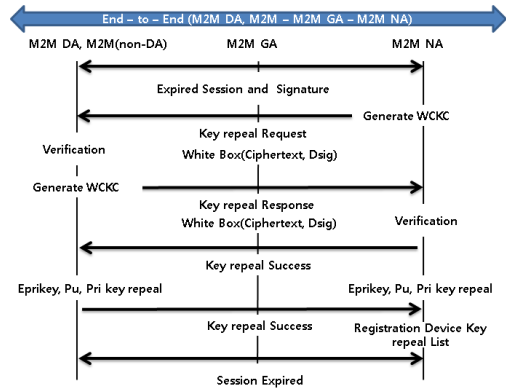 End – to – End (M2M DA, M2M – M2M GA – M2M NA)
M2M DA, M2M(non-DA)
M2M GA
M2M NA
Expired Session and Signature
Generate WCKC
Key repeal Request
Verification
White Box(Ciphertext, Dsig)
Generate WCKC
Key repeal Response
White Box(Ciphertext, Dsig)
Verification
Key repeal Success
Eprikey, Pu, Pri key repeal
Eprikey, Pu, Pri key repeal
Key repeal Success
Registration Device Key
repeal List
Session Expired